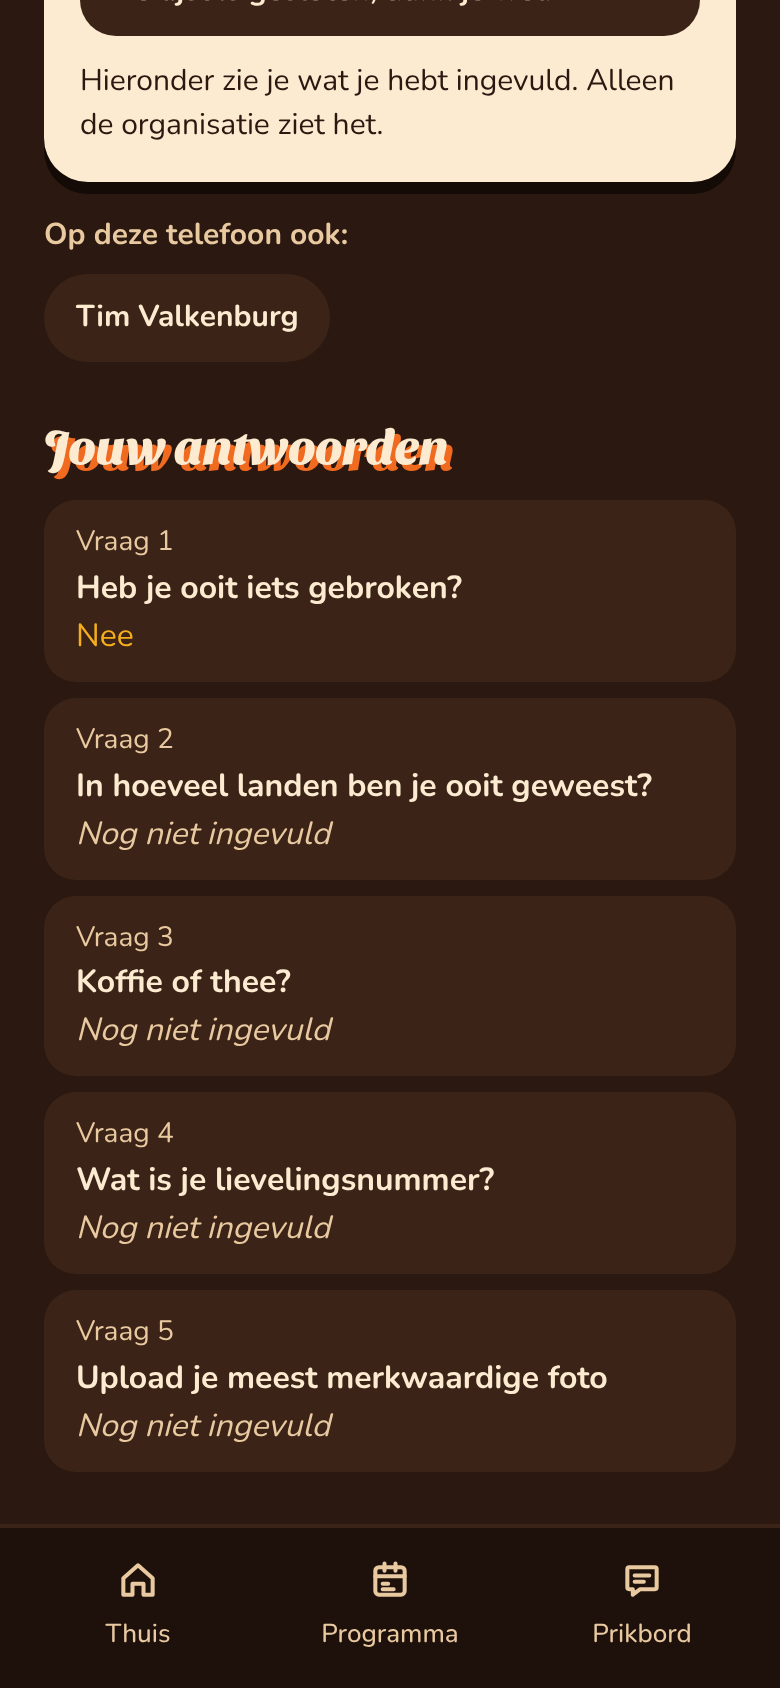 Hieronder zie je wat je hebt ingevuld. Alleen
de organisatie ziet het.
Op deze telefoon ook:
Tim Valkenburg
Jouw antwoorden
Vraag 1
Heb je ooit iets gebroken?
Nee
Vraag 2
In hoeveel landen ben je ooit geweest?
Nog niet ingevuld
Vraag 3
Koffie of thee?
Nog niet ingevuld
Vraag 4
Wat is je lievelingsnummer?
Nog niet ingevuld
Vraag 5
Upload je meest merkwaardige foto
Nog niet ingevuld
Thuis
Programma
Prikbord